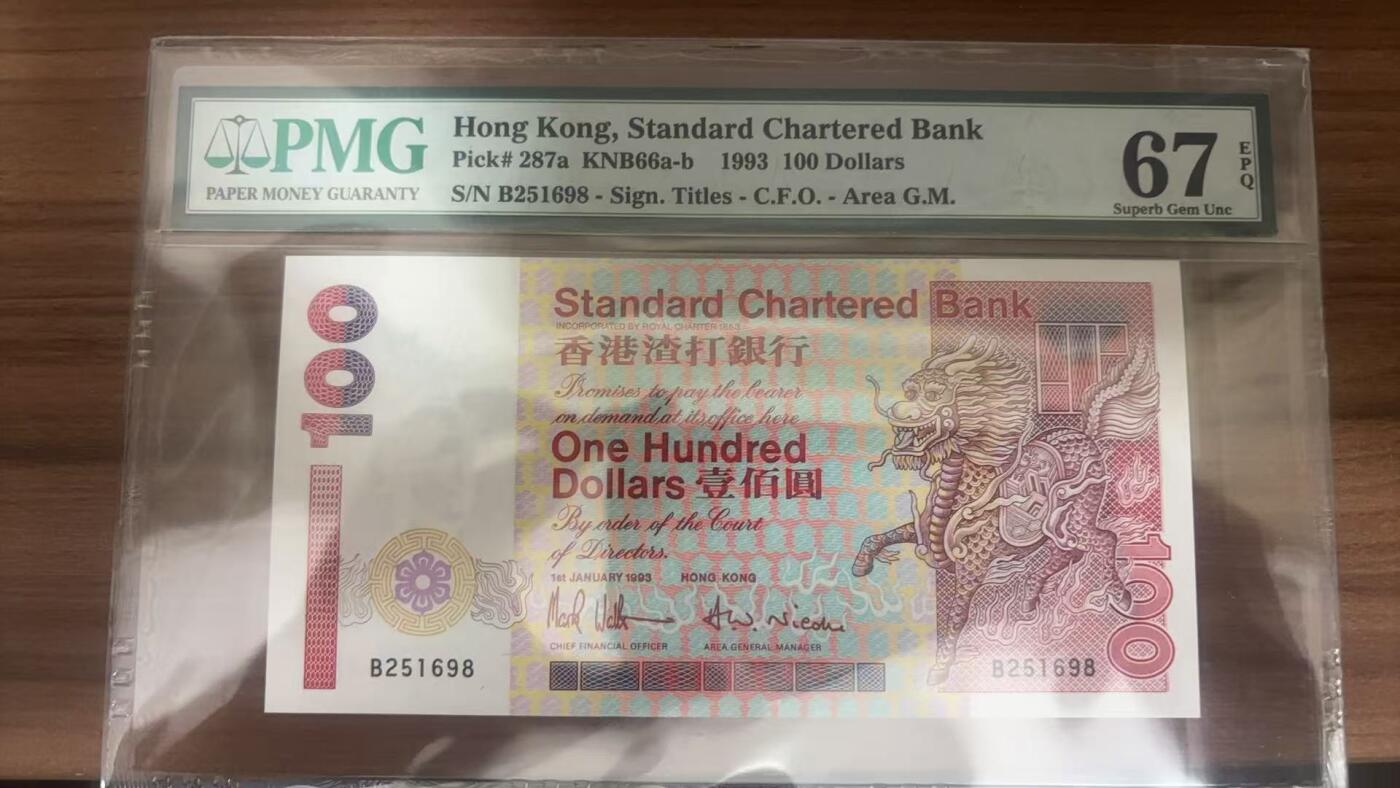 PMG
PAPER MONEY GUARANTY
Hong Kong, Standard Chartered Bank
Pick# 287a KNB66a-b 1993 100 Dollars
S/N B251698 - Sign. Titles - C.F.O. - Area G.M.
67
EPQ
Superb Gem Unc
100
Standard Chartered Bank
INCORPORATED BY ROYAL CHARTER 1853
香港渣打銀行
Promises to pay the bearer
on demand at its office here
One Hundred
Dollars 壹佰圓
By order of the Court
of Directors.
1st JANUARY 1993 HONG KONG
CHIEF FINANCIAL OFFICER AREA GENERAL MANAGER
B251698
B251698
100